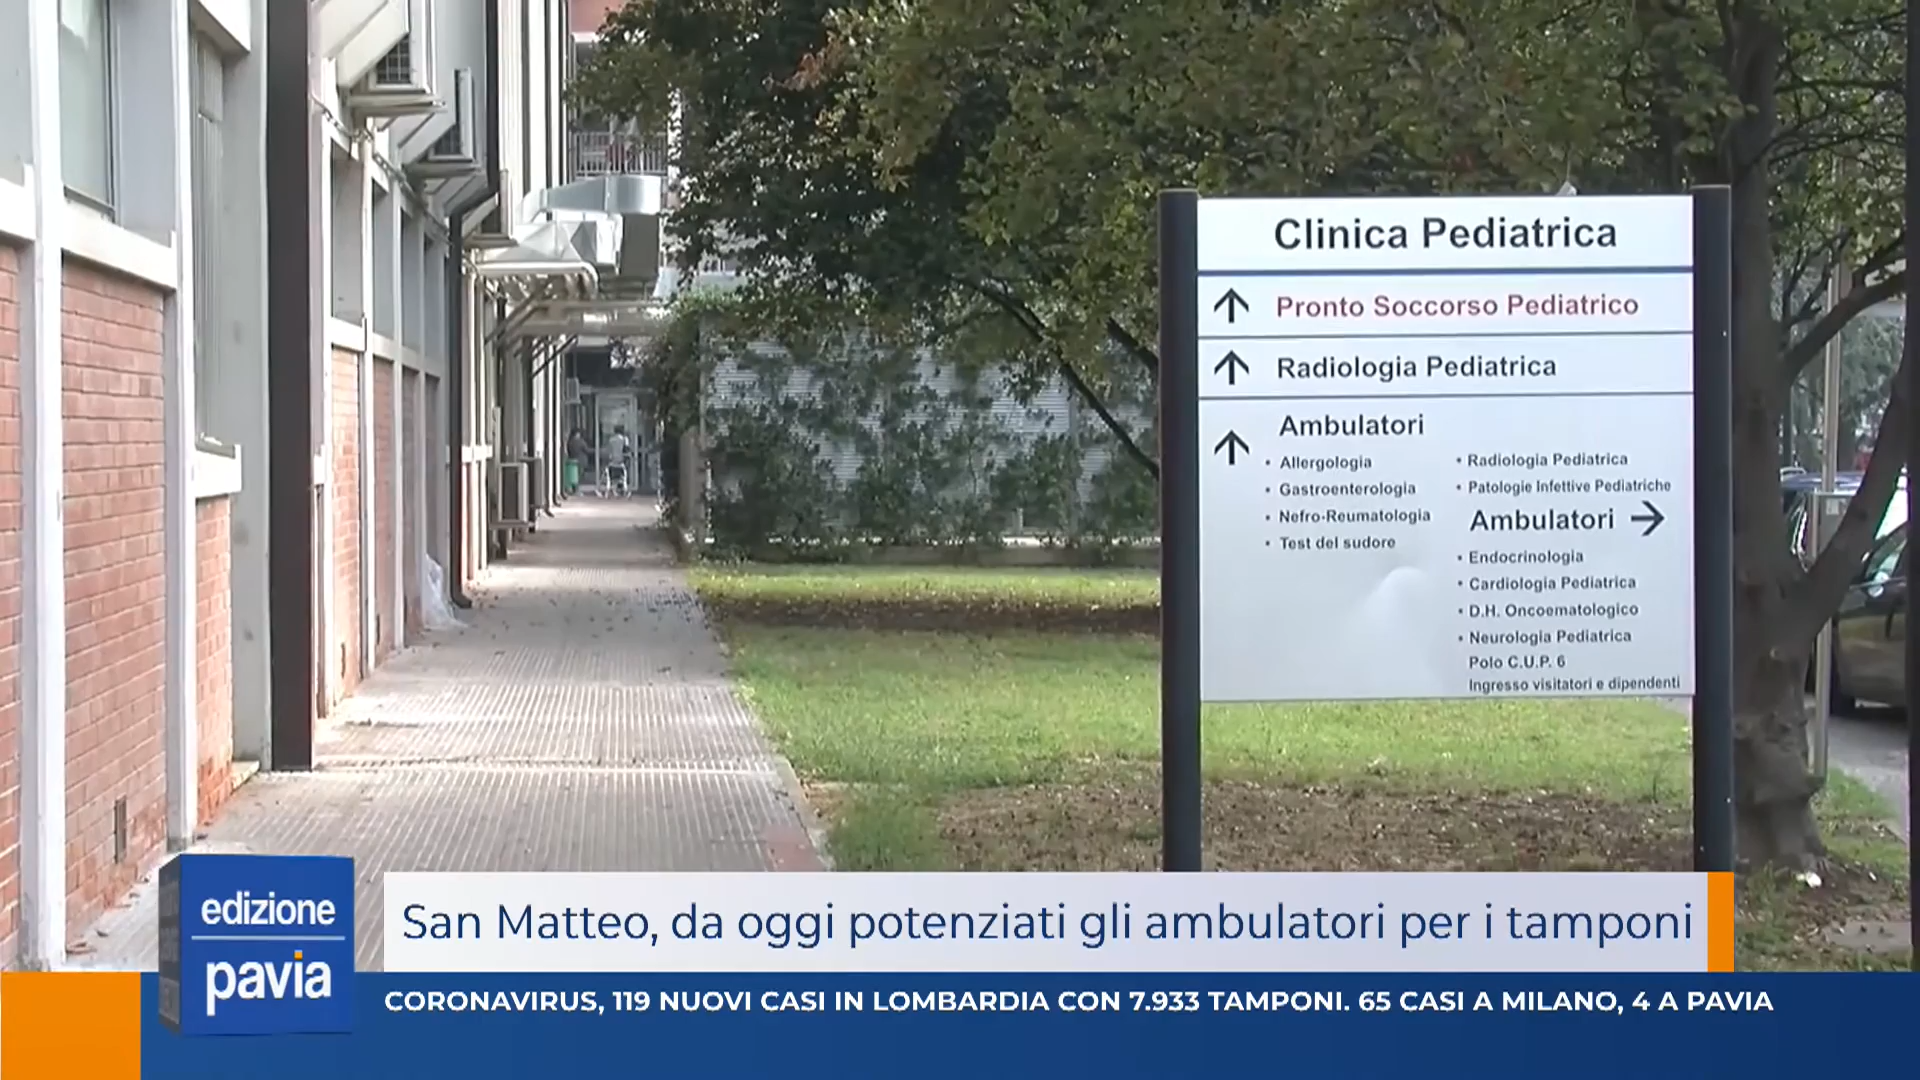 Clinica Pediatrica
Pronto Soccorso Pediatrico
Radiologia Pediatrica
Ambulatori
• Allergologia
• Gastroenterologia
• Nefro-Reumatologia
• Test del sudore
• Radiologia Pediatrica
• Patologie Infettive Pediatriche
Ambulatori
• Endocrinologia
• Cardiologia Pediatrica
• D.H. Oncoematologico
• Neurologia Pediatrica
Polo C.U.P. 6
Ingresso visitatori e dipendenti
edizione
pavia
San Matteo, da oggi potenziati gli ambulatori per i tamponi
CORONAVIRUS, 119 NUOVI CASI IN LOMBARDIA CON 7.933 TAMPONI. 65 CASI A MILANO, 4 A PAVIA